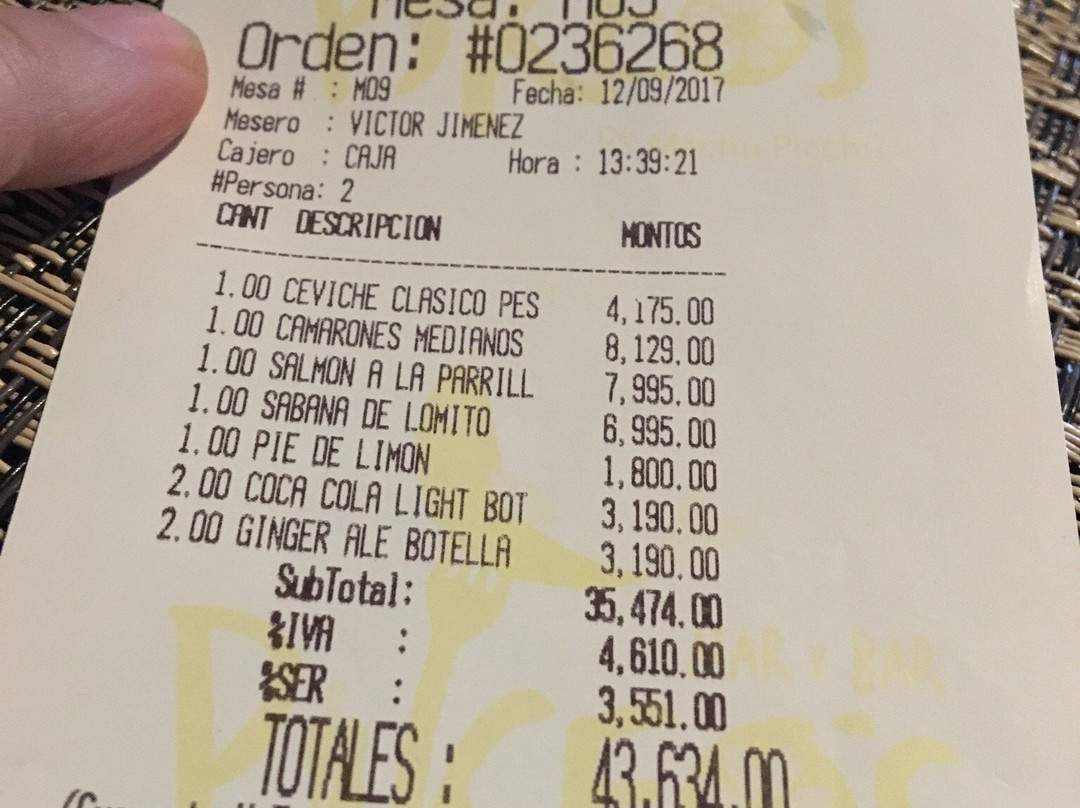 Mesa: M09
Orden: #0236268
Mesa # : M09 Fecha: 12/09/2017
Mesero : VICTOR JIMENEZ
Cajero : CAJA Hora : 13:39:21
#Persona: 2
CANT DESCRIPCION MONTOS
1.00 CEVICHE CLASICO PES 4,175.00
1.00 CAMARONES MEDIANOS 8,129.00
1.00 SALMON A LA PARRILL 7,995.00
1.00 SABANA DE LOMITO 6,995.00
1.00 PIE DE LIMON 1,800.00
2.00 COCA COLA LIGHT BOT 3,190.00
2.00 GINGER ALE BOTELLA 3,190.00
SubTotal: 35,474.00
%IVA : 4,610.00
%SER : 3,551.00
TOTALES : 43,634.00